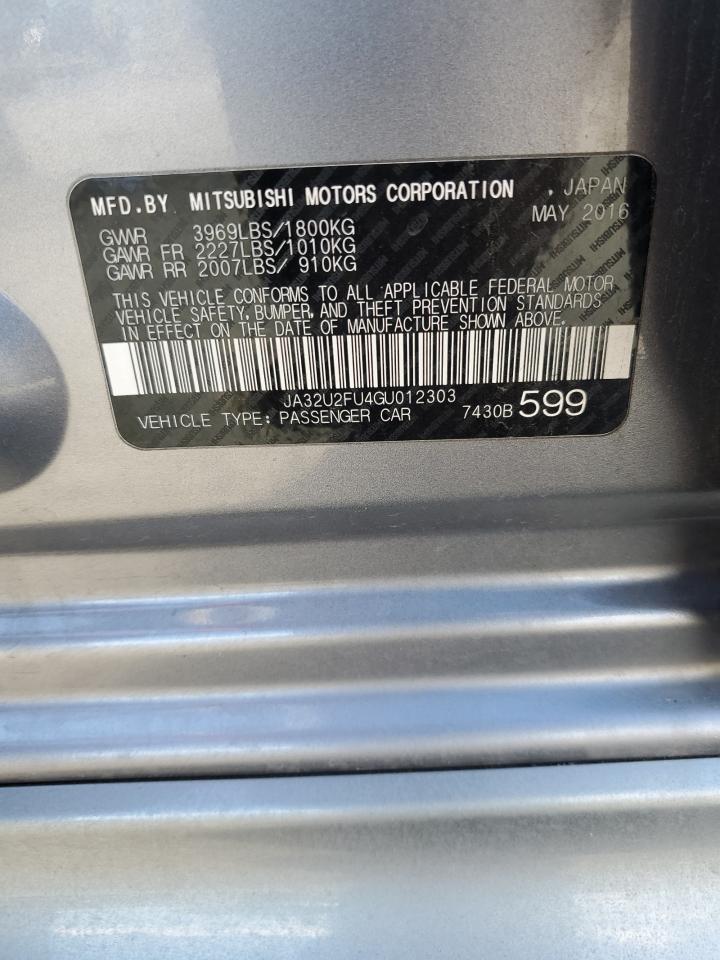 MFD.BY MITSUBISHI MOTORS CORPORATION , JAPAN
MAY 2016
GVWR 3969LBS/1800KG
GAWR FR 2227LBS/1010KG
GAWR RR 2007LBS/ 910KG
THIS VEHICLE CONFORMS TO ALL APPLICABLE FEDERAL MOTOR
VEHICLE SAFETY, BUMPER, AND THEFT PREVENTION STANDARDS
IN EFFECT ON THE DATE OF MANUFACTURE SHOWN ABOVE.
JA32U2FU4GU012303
VEHICLE TYPE: PASSENGER CAR 7430B 599